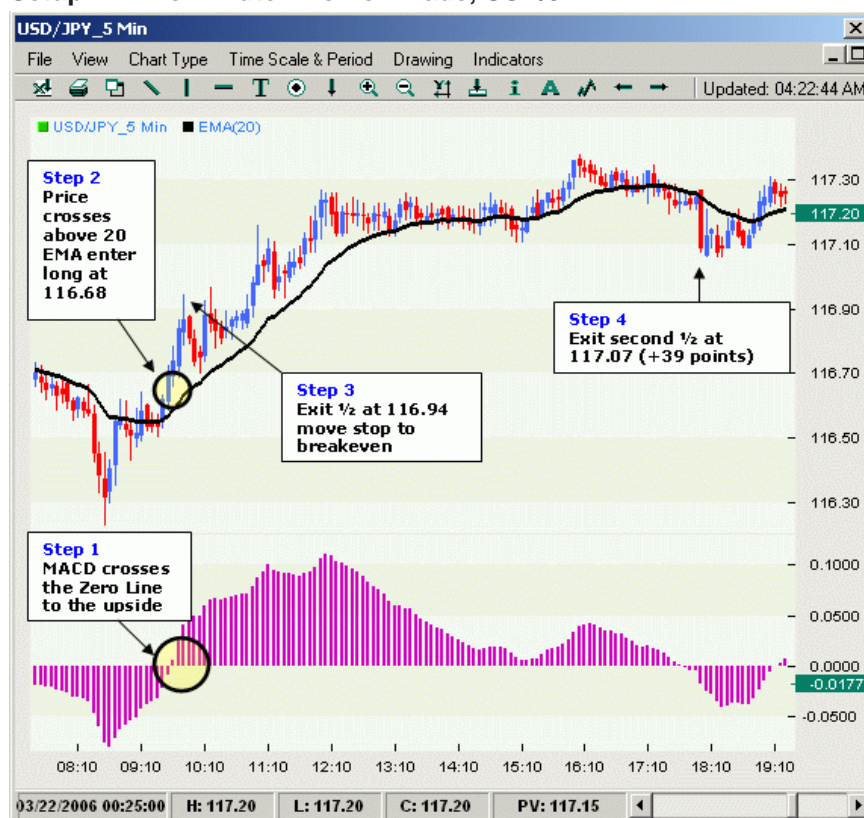 USD/JPY_5 Min
File View Chart Type Time Scale & Period Drawing Indicators
Updated: 04:22:44 AM
USD/JPY_5 Min EMA(20)
Step 2
Price
crosses
above 20
EMA enter
long at
116.68
Step 3
Exit ½ at 116.94
move stop to
breakeven
Step 4
Exit second ½ at
117.07 (+39 points)
117.30
117.20
117.10
116.90
116.70
116.50
116.30
Step 1
MACD crosses
the Zero Line
to the upside
0.1000
0.0500
0.0000
-0.0177
-0.0500
08:10 09:10 10:10 11:10 12:10 13:10 14:10 15:10 16:10 17:10 18:10 19:10
03/22/2006 00:25:00 H: 117.20 L: 117.20 C: 117.20 PV: 117.15